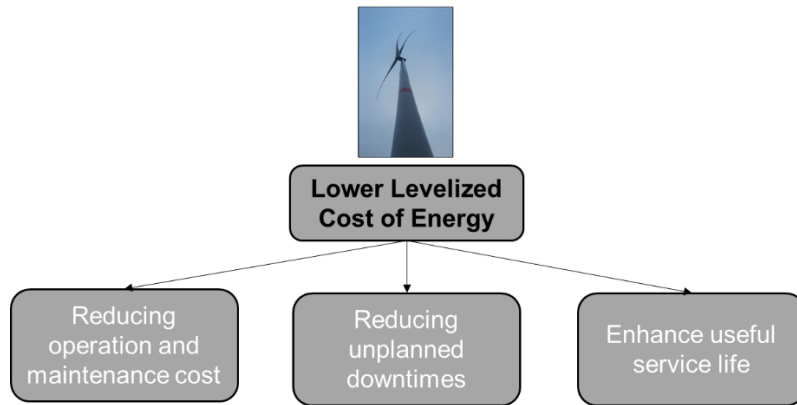 Lower Levelized
Cost of Energy
Reducing
operation and
maintenance cost
Reducing
unplanned
downtimes
Enhance useful
service life